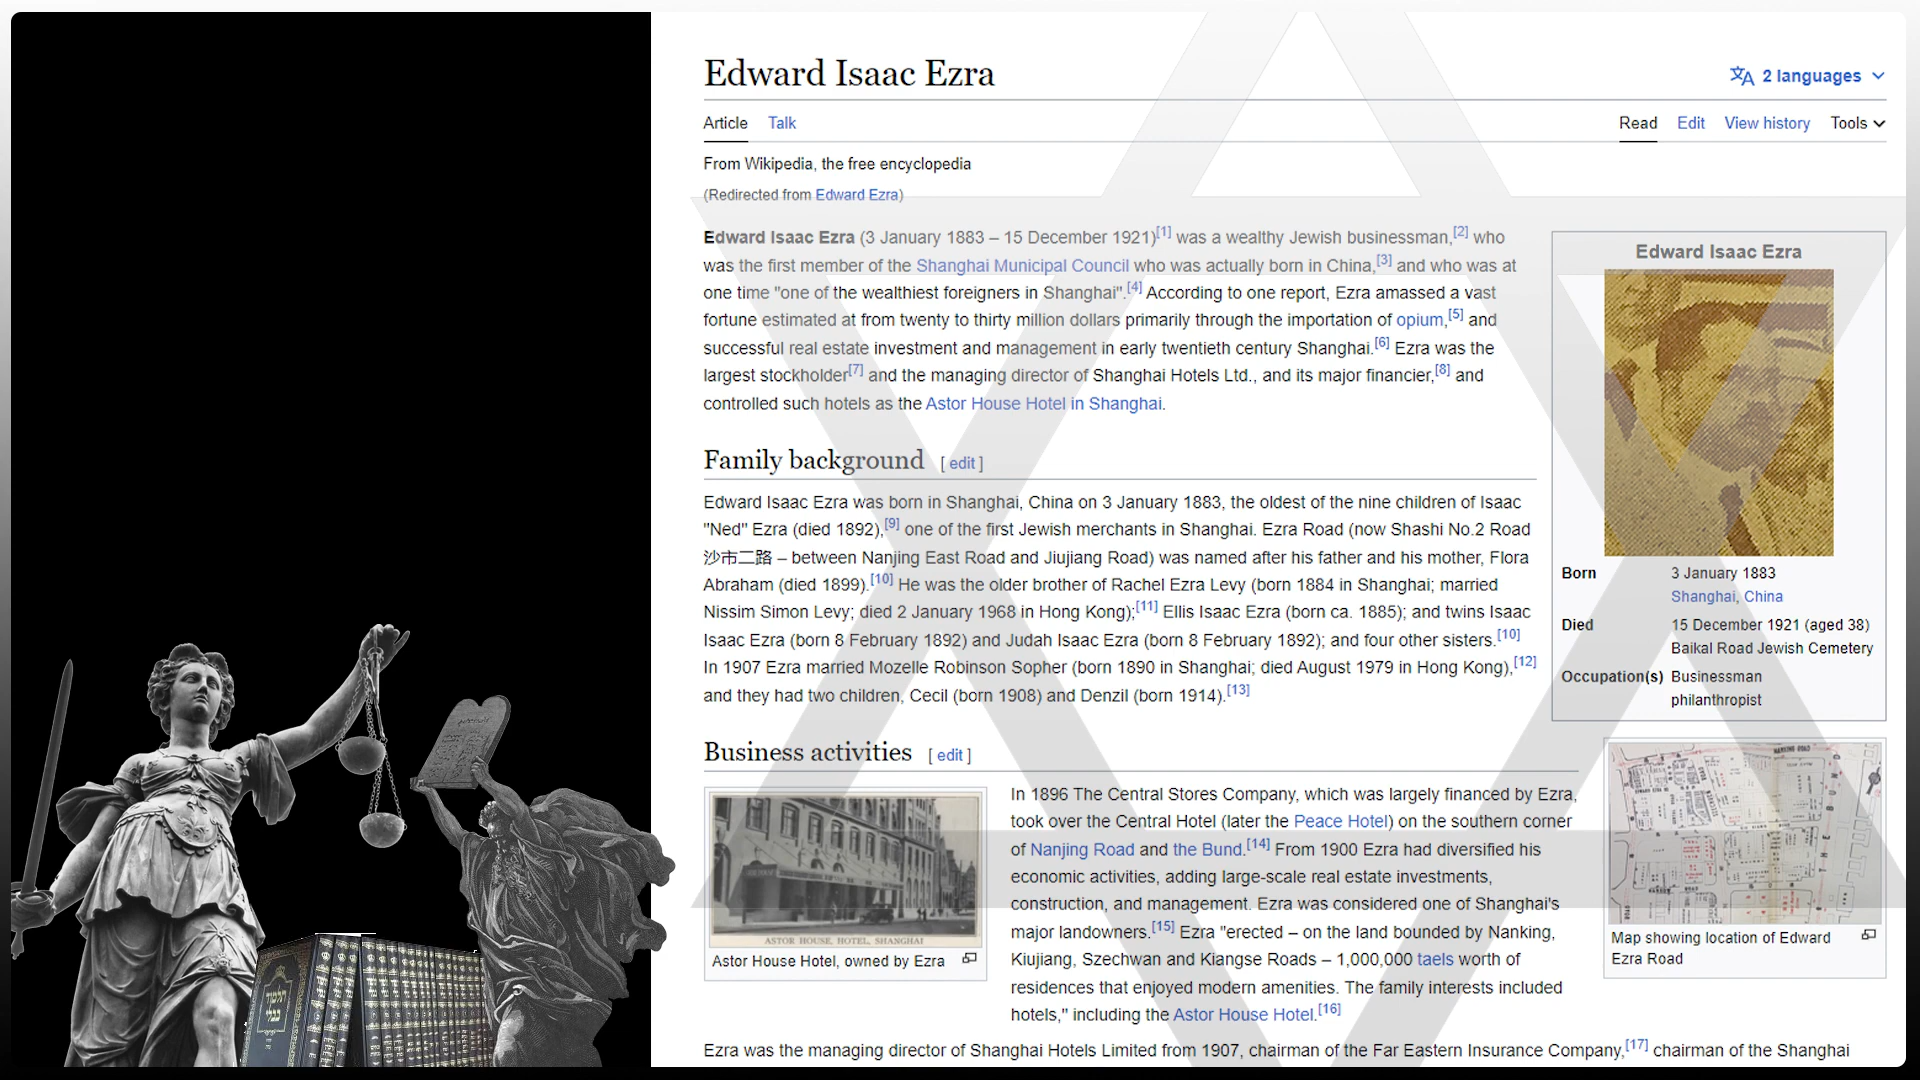 Edward Isaac Ezra
2 languages
Article Talk
Read Edit View history Tools
From Wikipedia, the free encyclopedia
(Redirected from Edward Ezra)
Edward Isaac Ezra (3 January 1883 – 15 December 1921)[1] was a wealthy Jewish businessman,[2] who
was the first member of the Shanghai Municipal Council who was actually born in China,[3] and who was at
one time "one of the wealthiest foreigners in Shanghai".[4] According to one report, Ezra amassed a vast
fortune estimated at from twenty to thirty million dollars primarily through the importation of opium,[5] and
successful real estate investment and management in early twentieth century Shanghai.[6] Ezra was the
largest stockholder[7] and the managing director of Shanghai Hotels Ltd., and its major financier,[8] and
controlled such hotels as the Astor House Hotel in Shanghai.
Edward Isaac Ezra
Born 3 January 1883
Shanghai, China
Died 15 December 1921 (aged 38)
Baikal Road Jewish Cemetery
Occupation(s) Businessman
philanthropist
Family background [ edit ]
Edward Isaac Ezra was born in Shanghai, China on 3 January 1883, the oldest of the nine children of Isaac
"Ned" Ezra (died 1892),[9] one of the first Jewish merchants in Shanghai. Ezra Road (now Shashi No.2 Road
沙市二路 – between Nanjing East Road and Jiujiang Road) was named after his father and his mother, Flora
Abraham (died 1899).[10] He was the older brother of Rachel Ezra Levy (born 1884 in Shanghai; married
Nissim Simon Levy; died 2 January 1968 in Hong Kong);[11] Ellis Isaac Ezra (born ca. 1885); and twins Isaac
Isaac Ezra (born 8 February 1892) and Judah Isaac Ezra (born 8 February 1892); and four other sisters.[10]
In 1907 Ezra married Mozelle Robinson Sopher (born 1890 in Shanghai; died August 1979 in Hong Kong),[12]
and they had two children, Cecil (born 1908) and Denzil (born 1914).[13]
Business activities [ edit ]
ASTOR HOUSE, HOTEL, SHANGHAI
Astor House Hotel, owned by Ezra
In 1896 The Central Stores Company, which was largely financed by Ezra,
took over the Central Hotel (later the Peace Hotel) on the southern corner
of Nanjing Road and the Bund.[14] From 1900 Ezra had diversified his
economic activities, adding large-scale real estate investments,
construction, and management. Ezra was considered one of Shanghai's
major landowners.[15] Ezra "erected – on the land bounded by Nanking,
Kiujiang, Szechwan and Kiangse Roads – 1,000,000 taels worth of
residences that enjoyed modern amenities. The family interests included
hotels," including the Astor House Hotel.[16]
Map showing location of Edward
Ezra Road
Ezra was the managing director of Shanghai Hotels Limited from 1907, chairman of the Far Eastern Insurance Company,[17] chairman of the Shanghai
תלמוד
בבלי